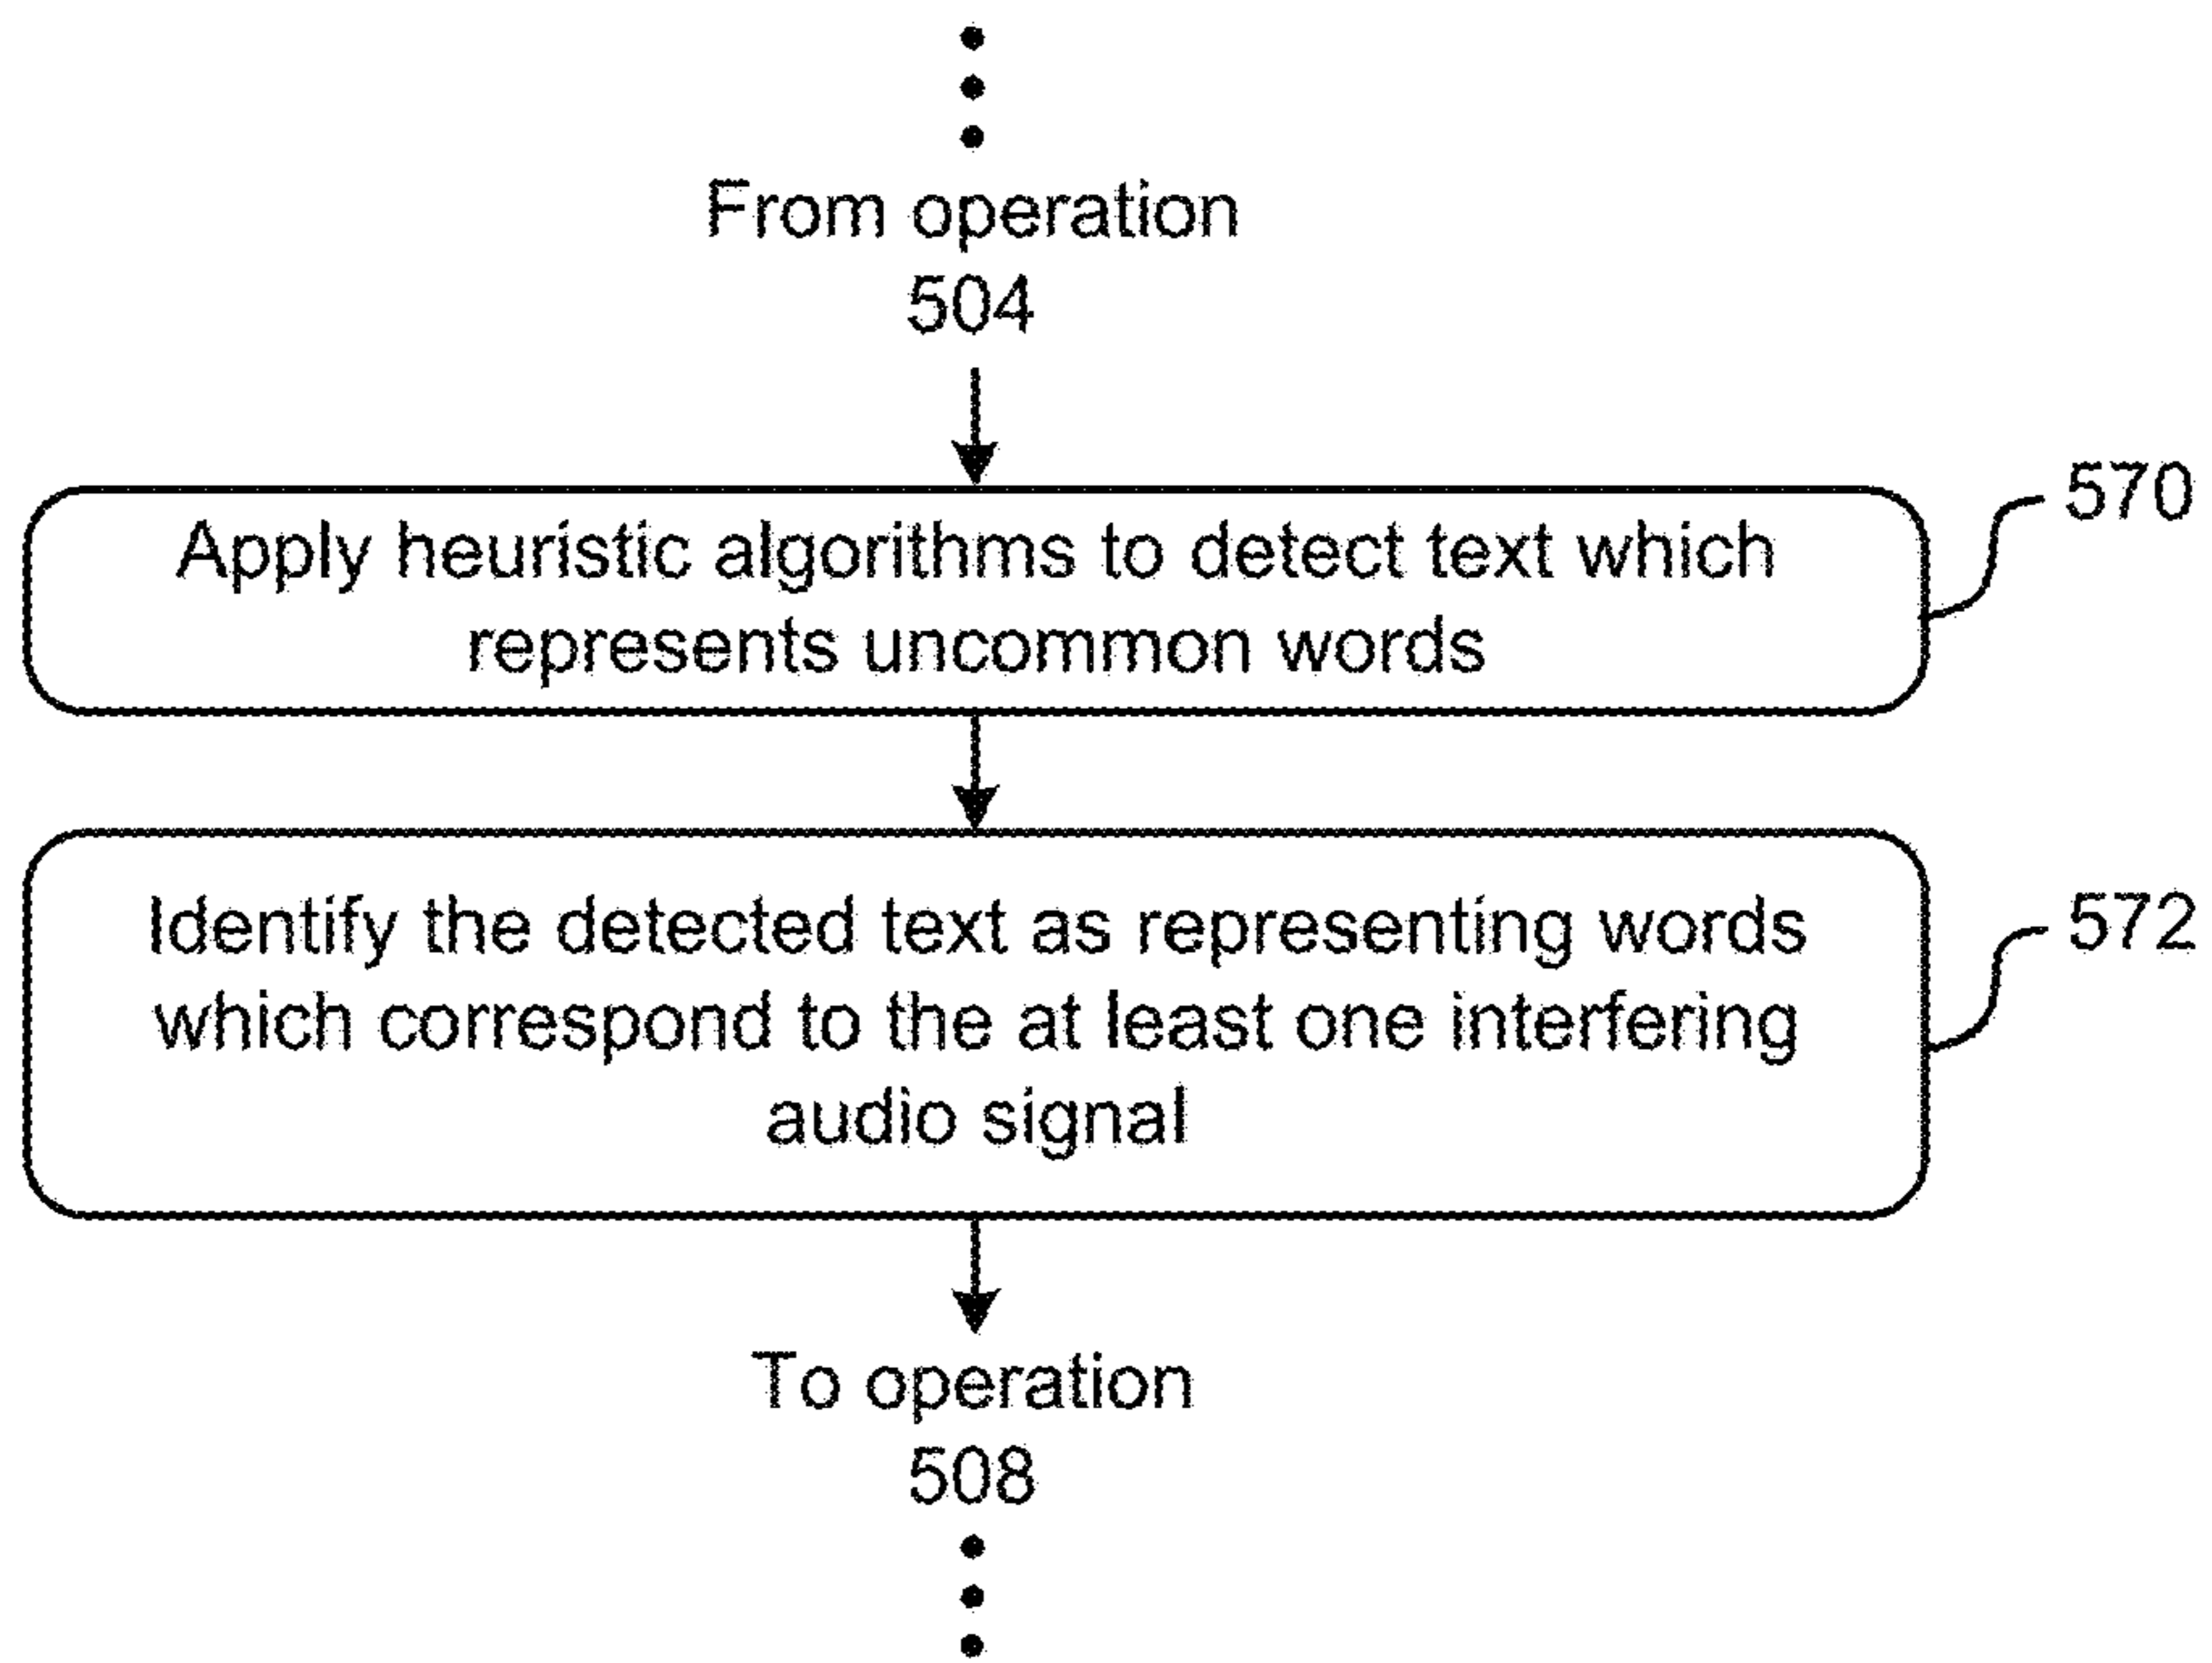 From operation
504
570
Apply heuristic algorithms to detect text which
represents uncommon words
572
Identify the detected text as representing words
which correspond to the at least one interfering
audio signal
To operation
508